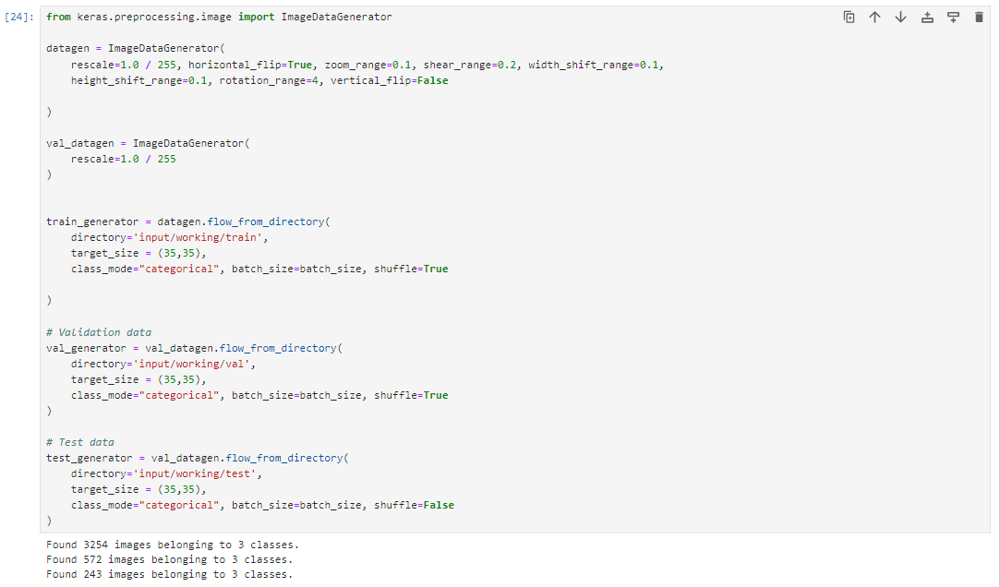 [24]: from keras.preprocessing.image import ImageDataGenerator
datagen = ImageDataGenerator(
    rescale=1.0 / 255, horizontal_flip=True, zoom_range=0.1, shear_range=0.2, width_shift_range=0.1,
    height_shift_range=0.1, rotation_range=4, vertical_flip=False
)
val_datagen = ImageDataGenerator(
    rescale=1.0 / 255
)
train_generator = datagen.flow_from_directory(
    directory='input/working/train',
    target_size = (35,35),
    class_mode="categorical", batch_size=batch_size, shuffle=True
)
# Validation data
val_generator = val_datagen.flow_from_directory(
    directory='input/working/val',
    target_size = (35,35),
    class_mode="categorical", batch_size=batch_size, shuffle=True
)
# Test data
test_generator = val_datagen.flow_from_directory(
    directory='input/working/test',
    target_size = (35,35),
    class_mode="categorical", batch_size=batch_size, shuffle=False
)
Found 3254 images belonging to 3 classes.
Found 572 images belonging to 3 classes.
Found 243 images belonging to 3 classes.